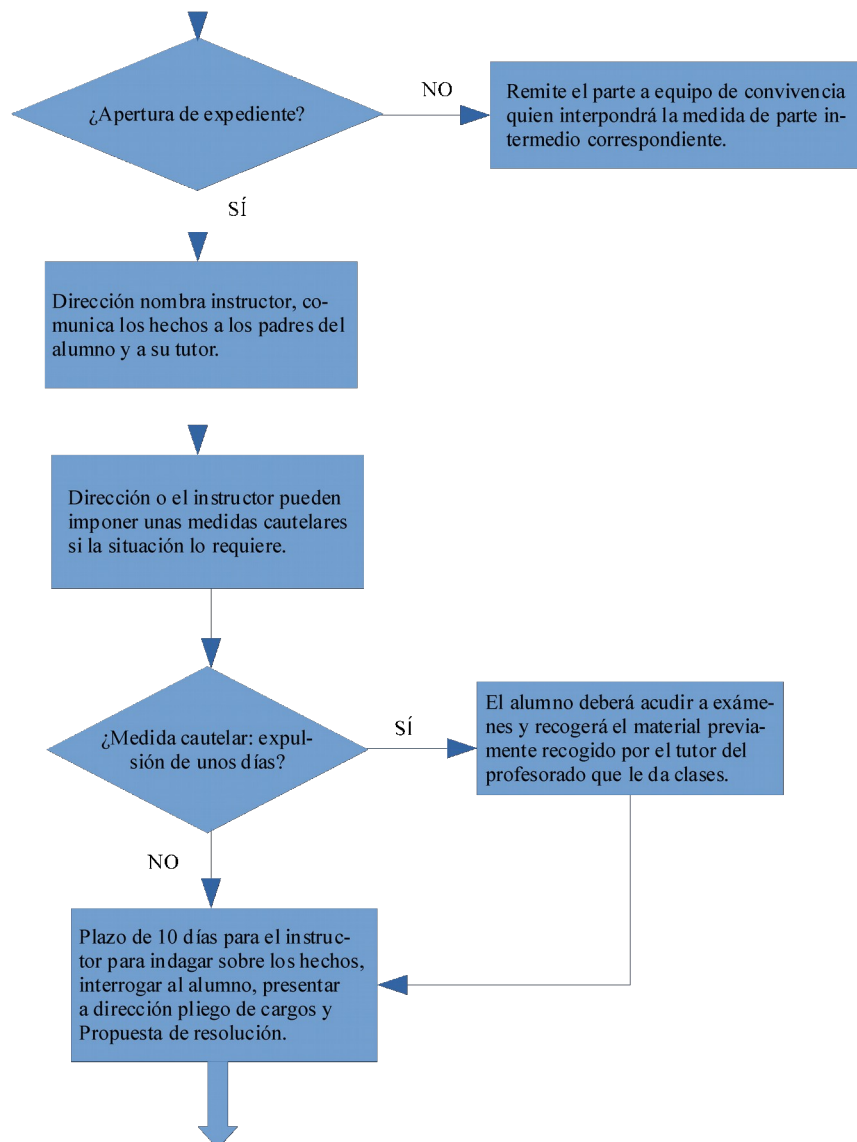 ¿Apertura de expediente?
NO
Remite el parte a equipo de convivencia
quien interpondrá la medida de parte in-
termedio correspondiente.
SÍ
Dirección nombra instructor, co-
munica los hechos a los padres del
alumno y a su tutor.
Dirección o el instructor pueden
imponer unas medidas cautelares
si la situación lo requiere.
¿Medida cautelar: expul-
sión de unos días?
SÍ
El alumno deberá acudir a exáme-
nes y recogerá el material previa-
mente recogido por el tutor del
profesorado que le da clases.
NO
Plazo de 10 días para el instruc-
tor para indagar sobre los hechos,
interrogar al alumno, presentar
a dirección pliego de cargos y
Propuesta de resolución.